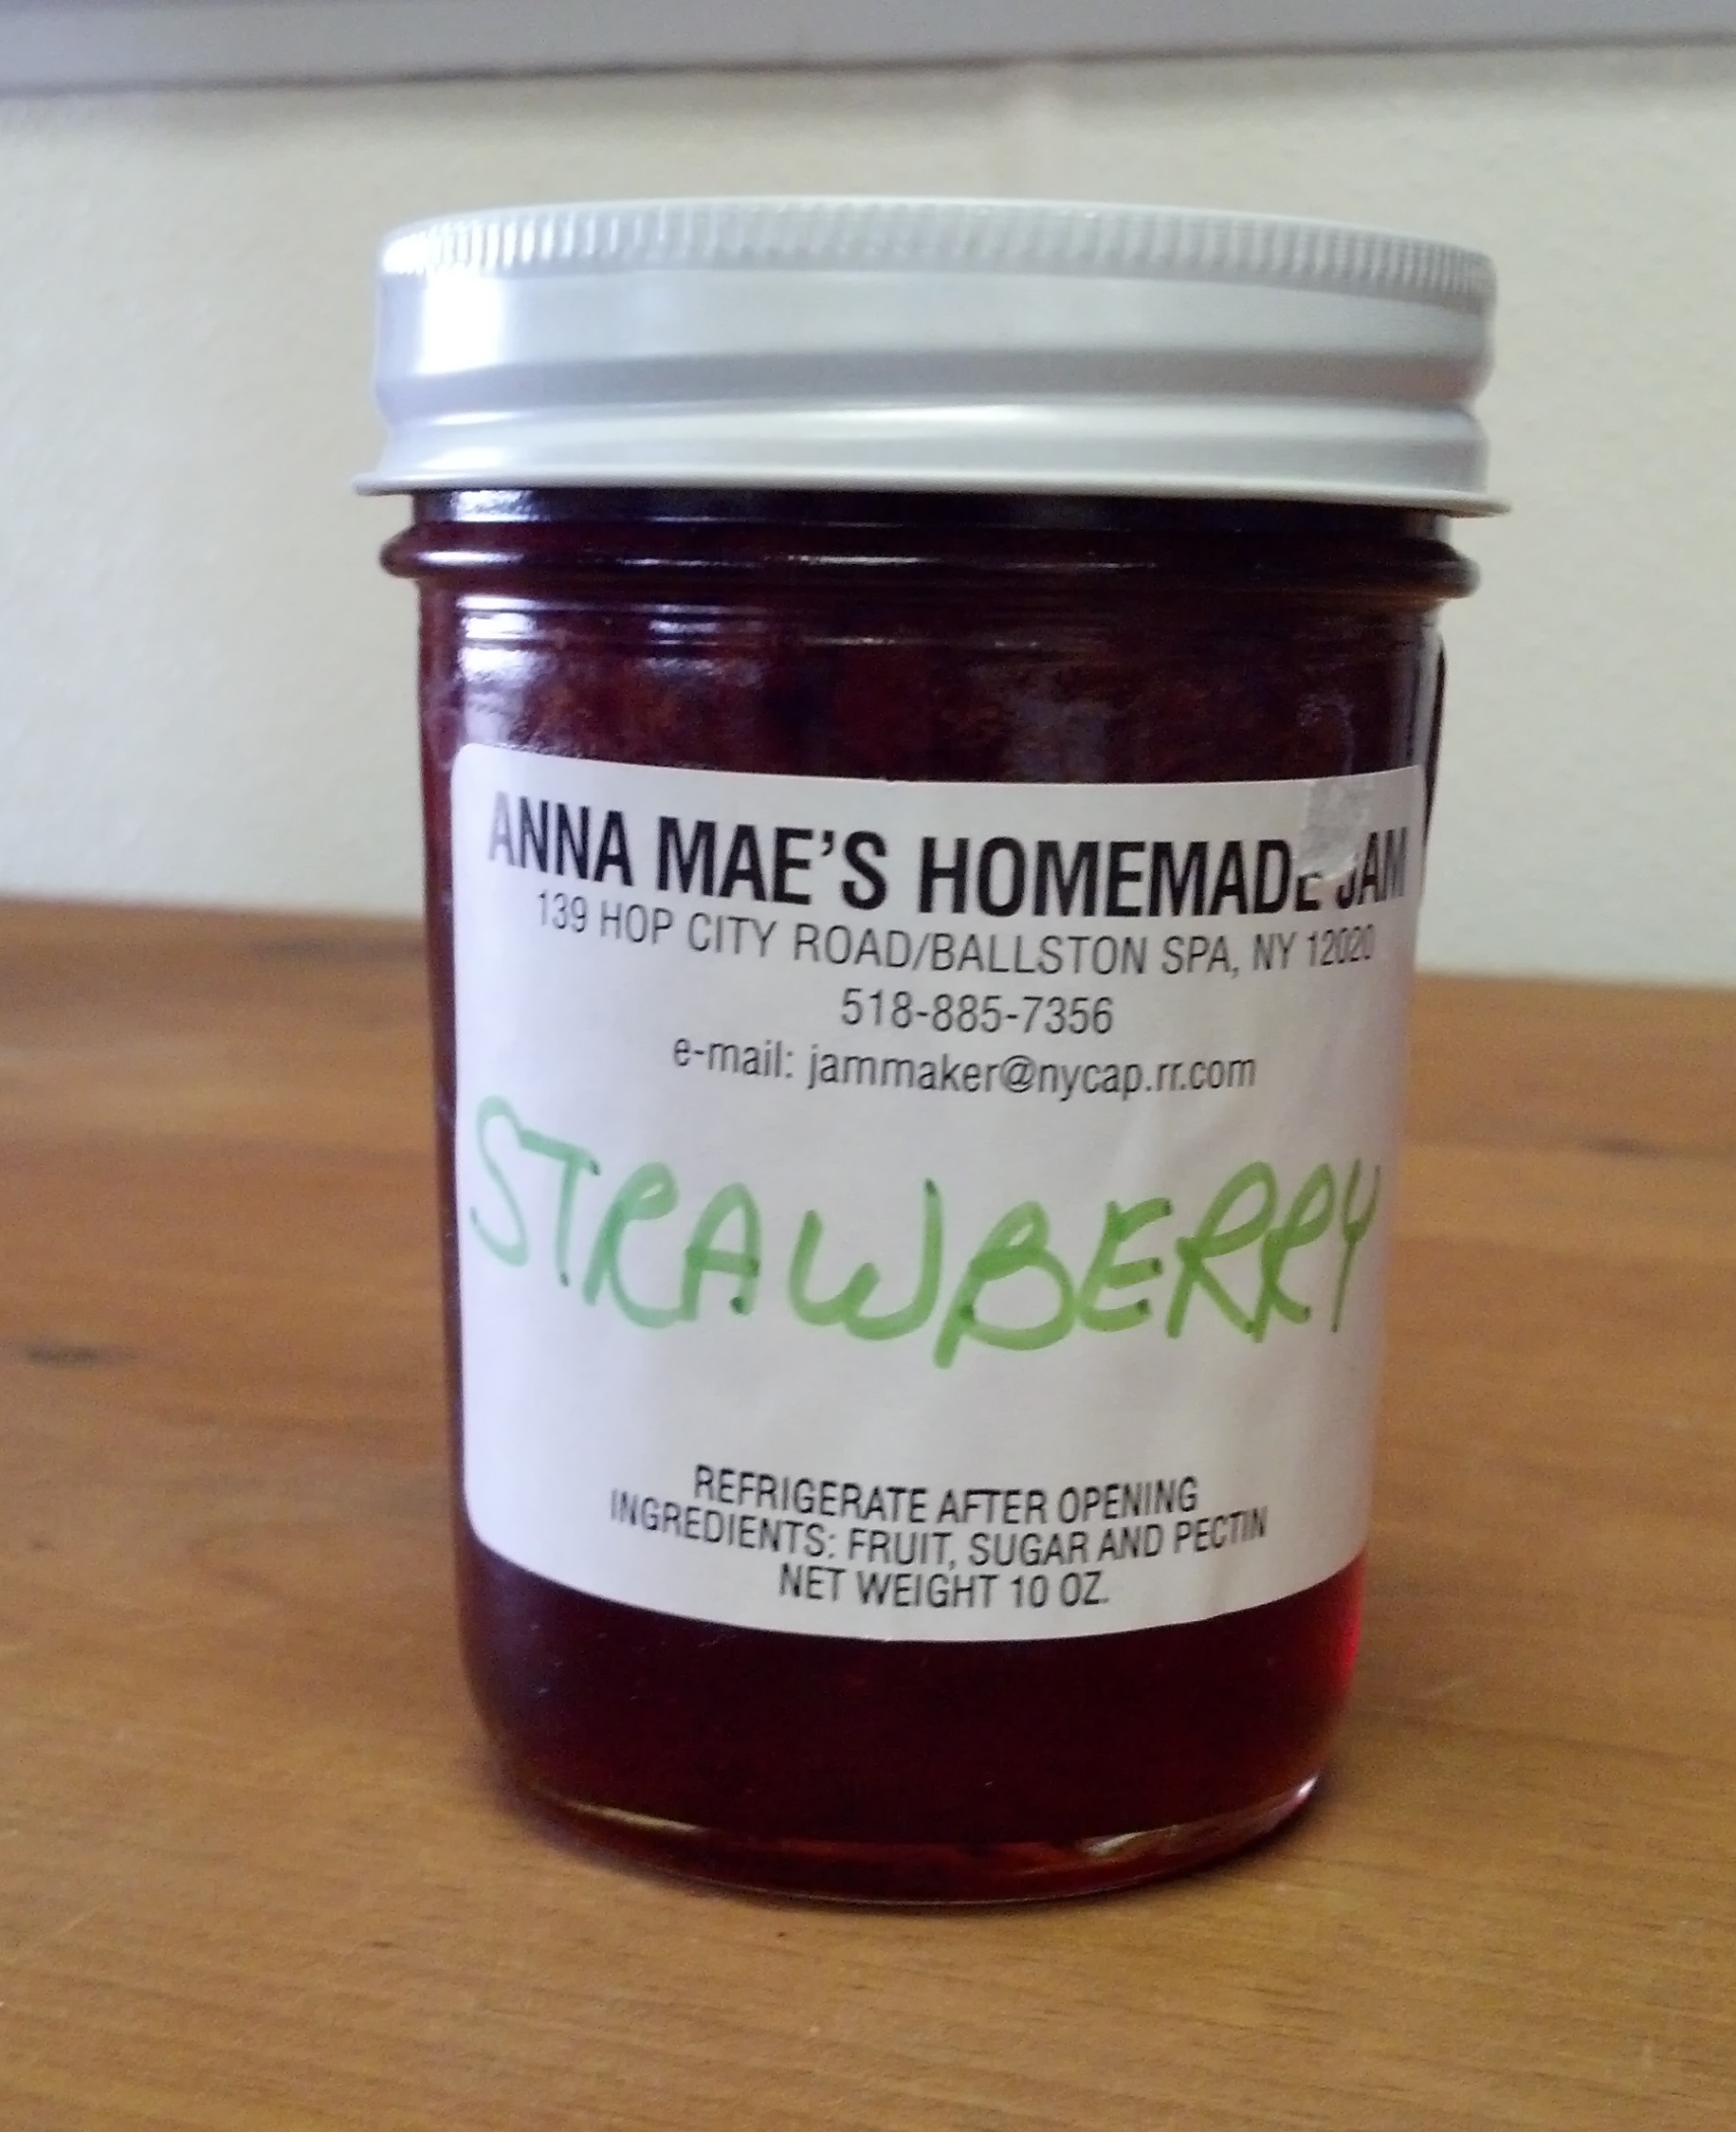 ANNA MAE'S HOMEMADE JAM
139 HOP CITY ROAD/BALLSTON SPA, NY 12020
518-885-7356
e-mail: jammaker@nycap.rr.com
STRAWBERRY
REFRIGERATE AFTER OPENING
INGREDIENTS: FRUIT, SUGAR AND PECTIN
NET WEIGHT 10 OZ.